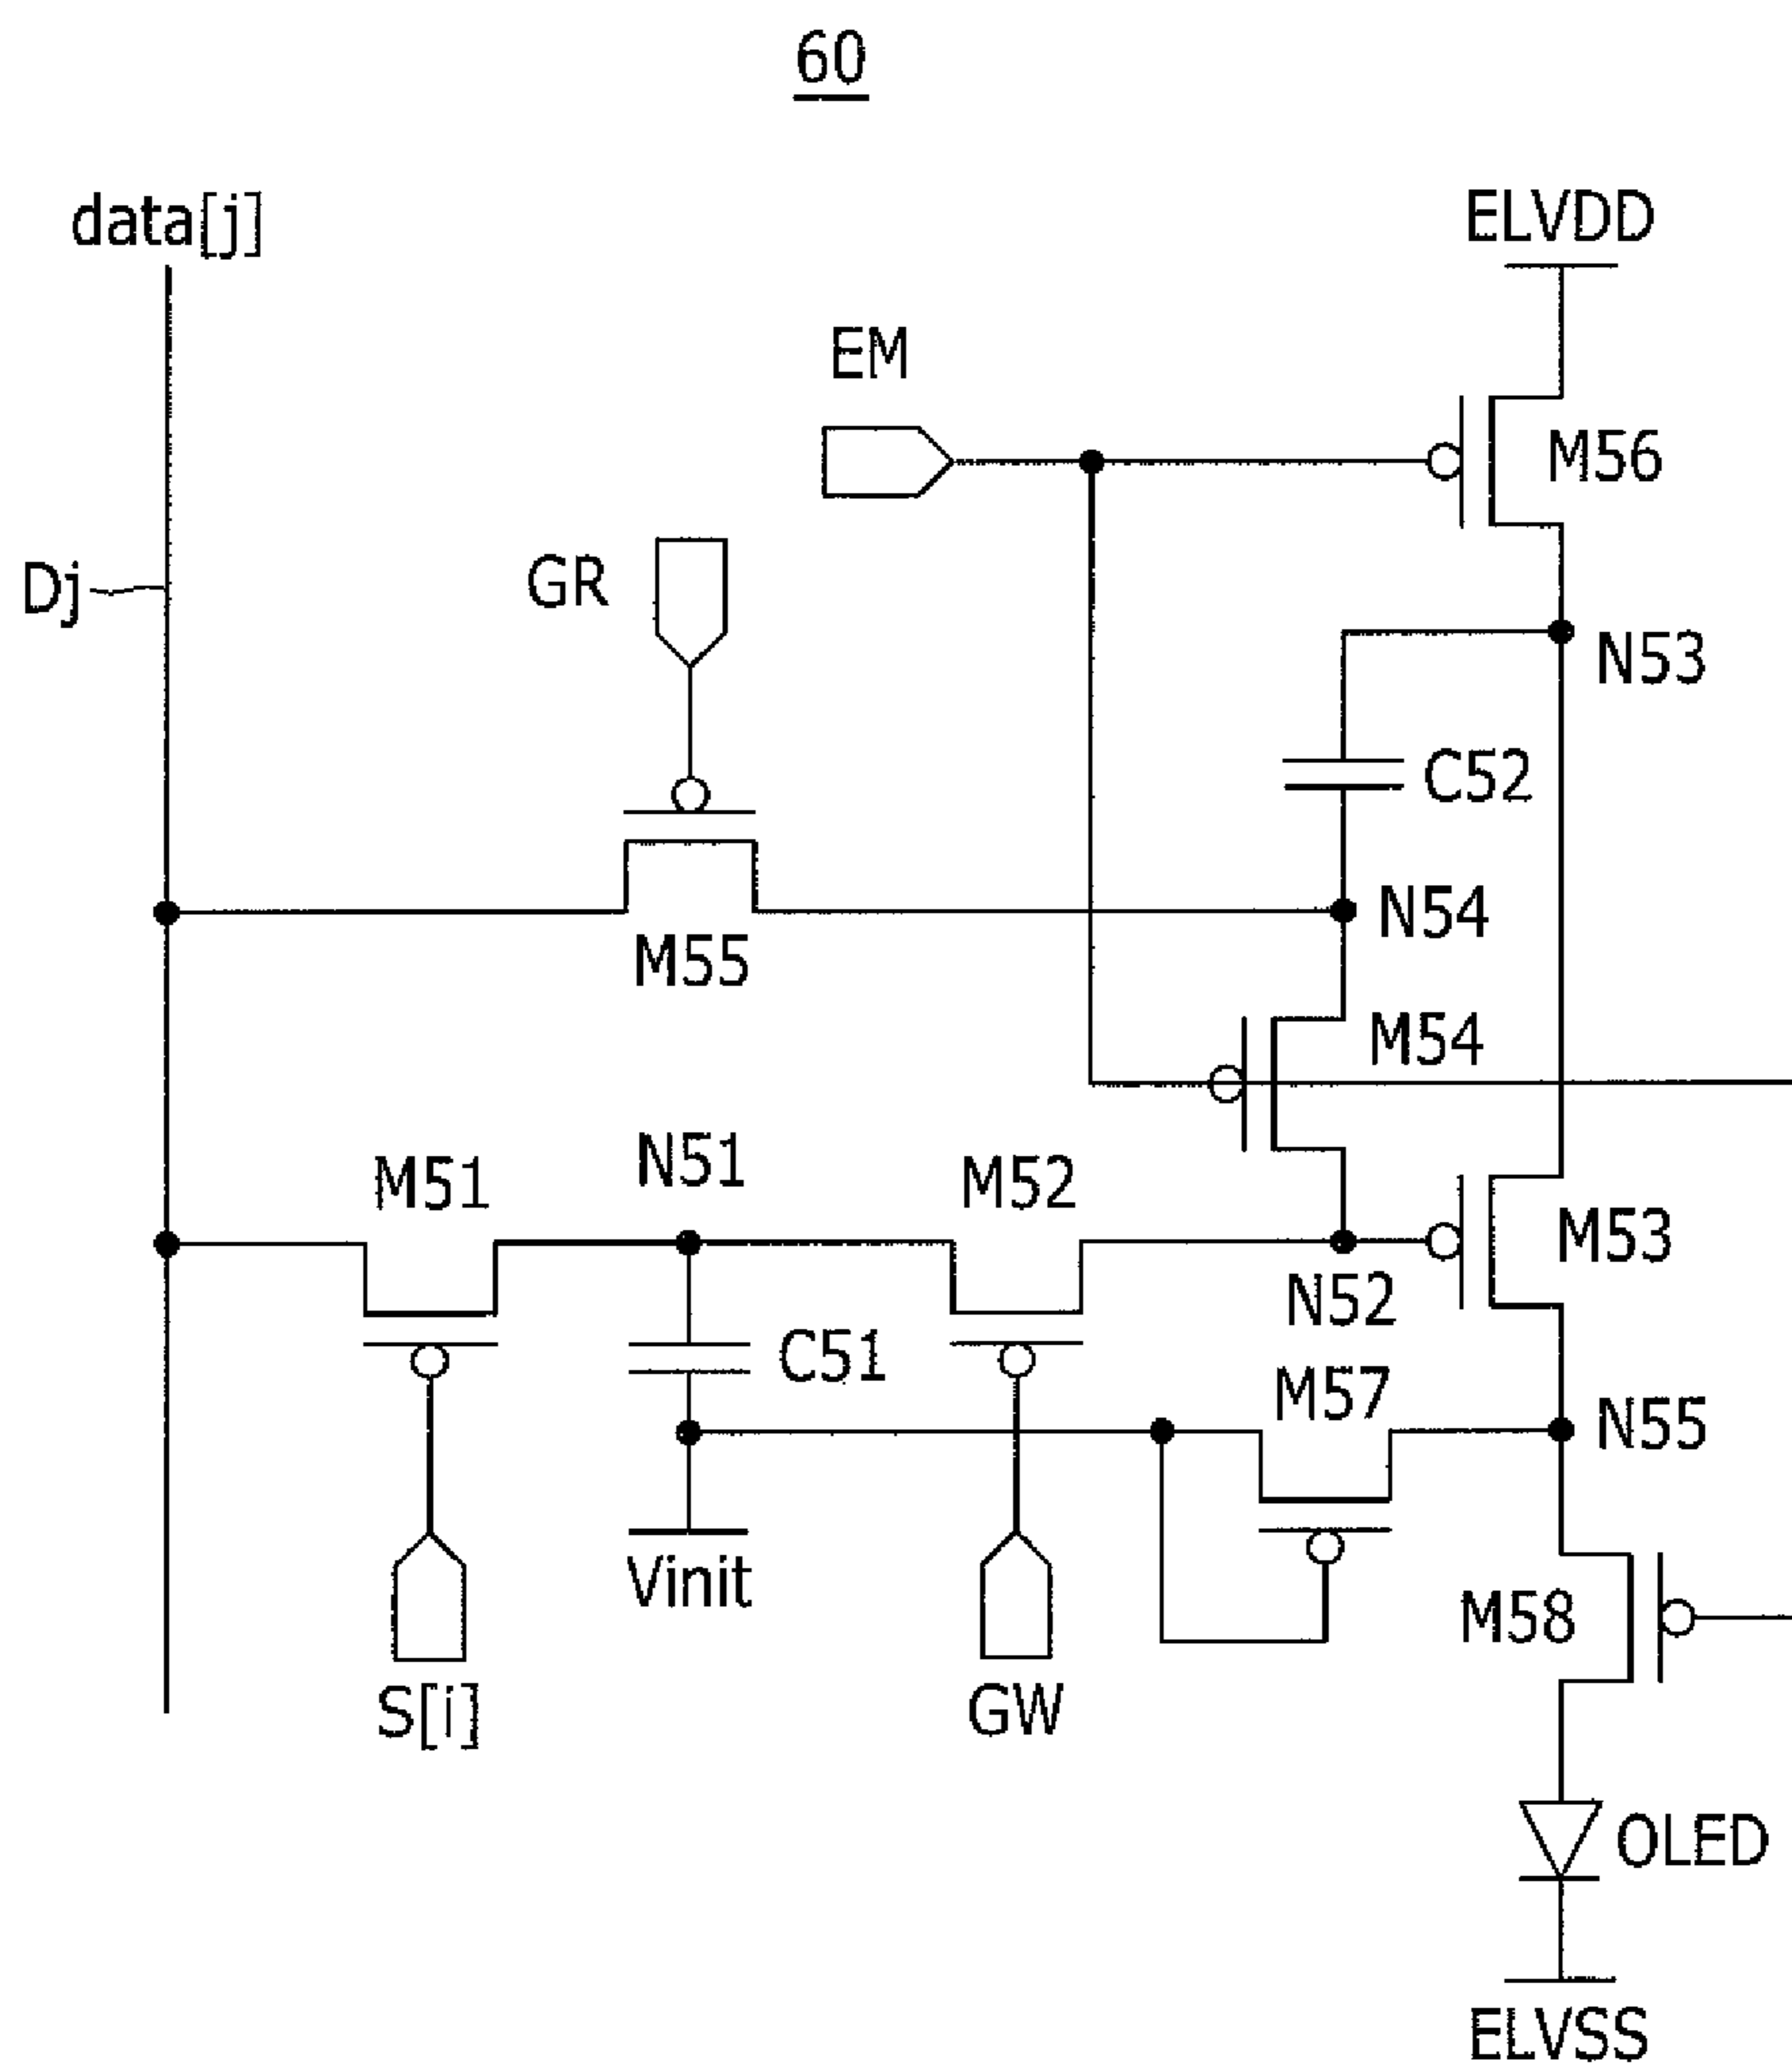 60
data[j]
ELVDD
EM
M56
Dj
GR
N53
C52
N54
M55
M54
M51
N51
M52
M53
N52
C51
M57
N55
Vinit
M58
S[i]
GW
OLED
ELVSS